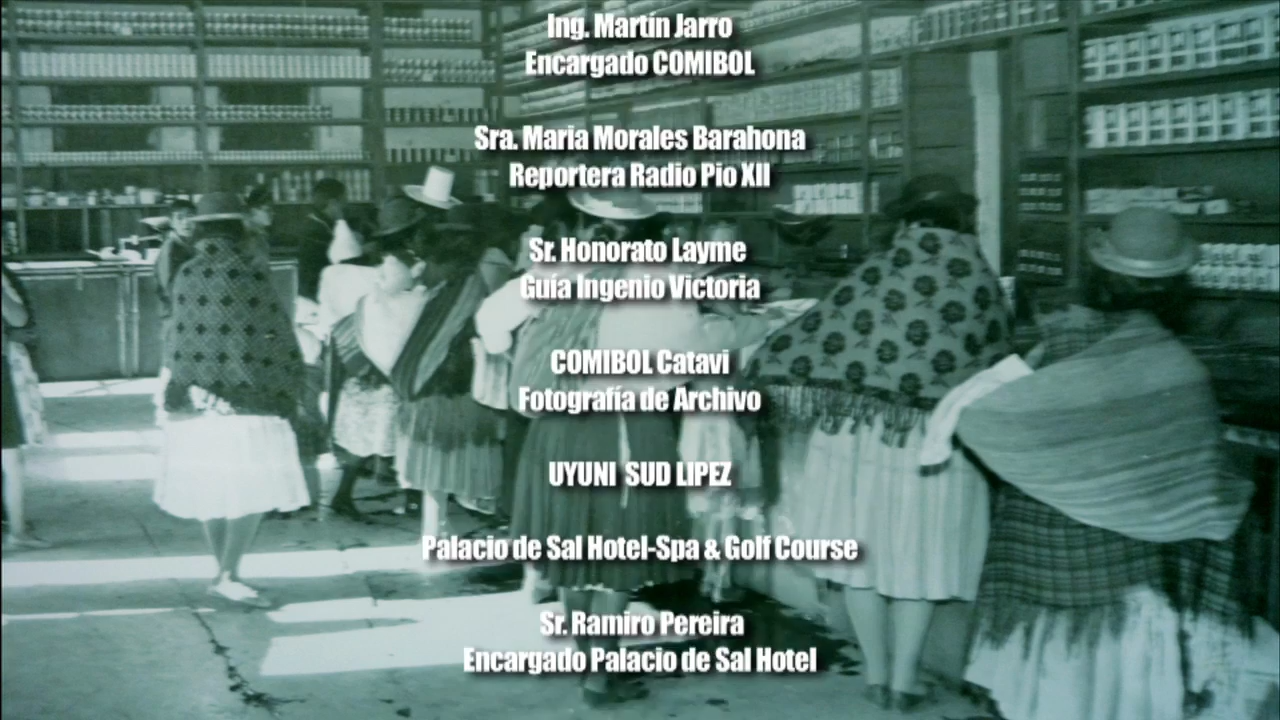 Ing. Martín Jarro
Encargado COMIBOL
Sra. Maria Morales Barahona
Reportera Radio Pio XII
Sr. Honorato Layme
Guía Ingenio Victoria
COMIBOL Catavi
Fotografía de Archivo
UYUNI SUD LIPEZ
Palacio de Sal Hotel-Spa & Golf Course
Sr. Ramiro Pereira
Encargado Palacio de Sal Hotel